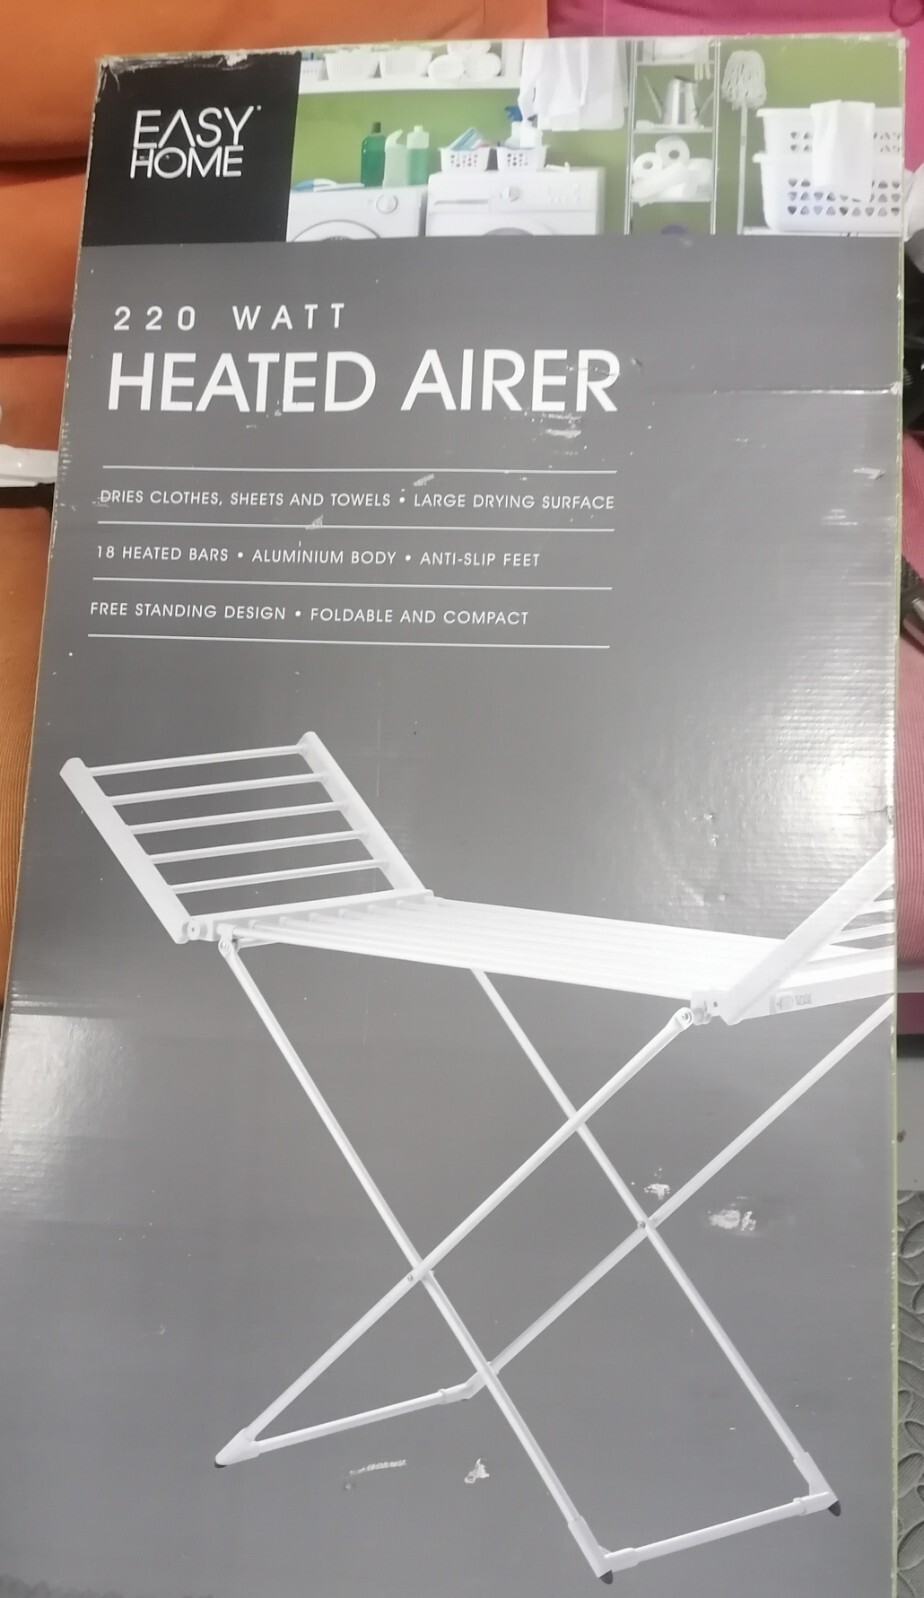 EASY
HOME
220 WATT
HEATED AIRER
DRIES CLOTHES, SHEETS AND TOWELS • LARGE DRYING SURFACE
18 HEATED BARS • ALUMINIUM BODY • ANTI-SLIP FEET
FREE STANDING DESIGN • FOLDABLE AND COMPACT